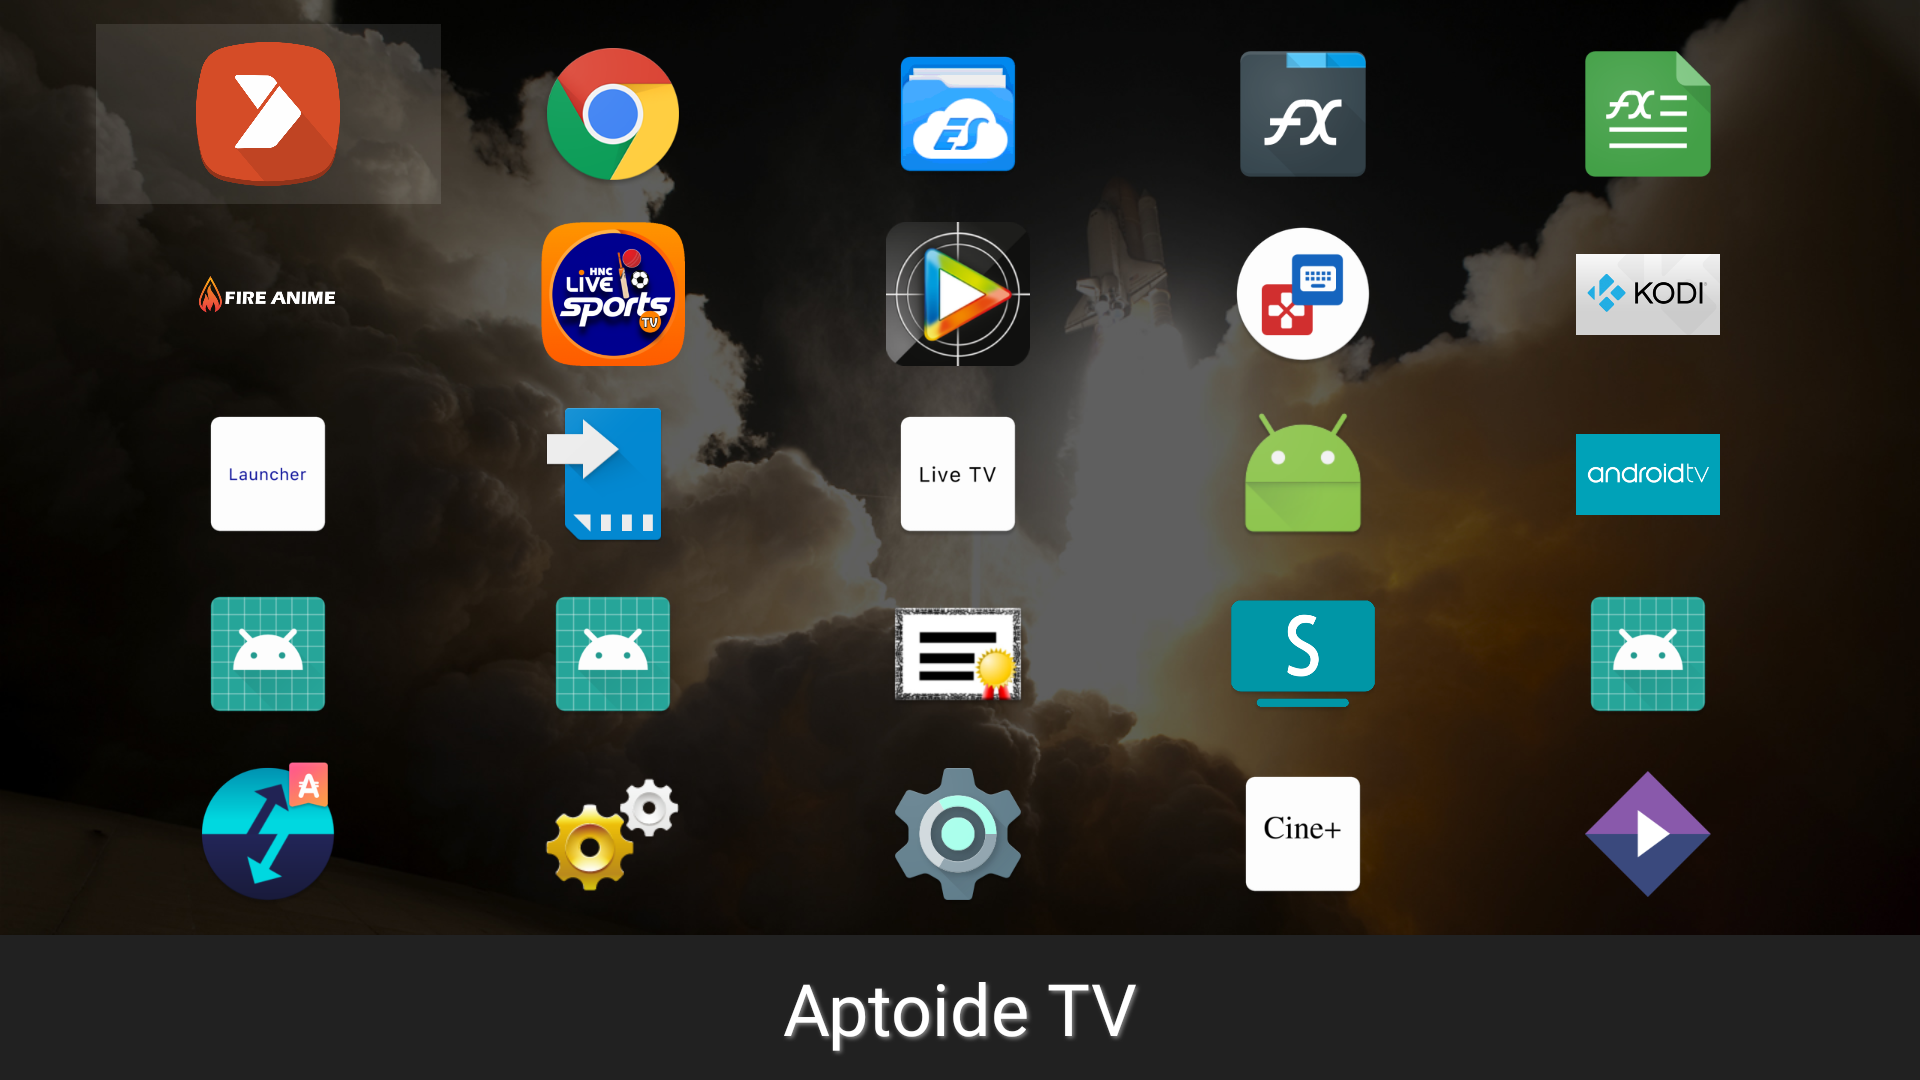 ES
FX
FX
FIRE ANIME
HNC
LIVE
sports
TV
KODI
Launcher
Live TV
androidtv
S
A
Cine+
Aptoide TV